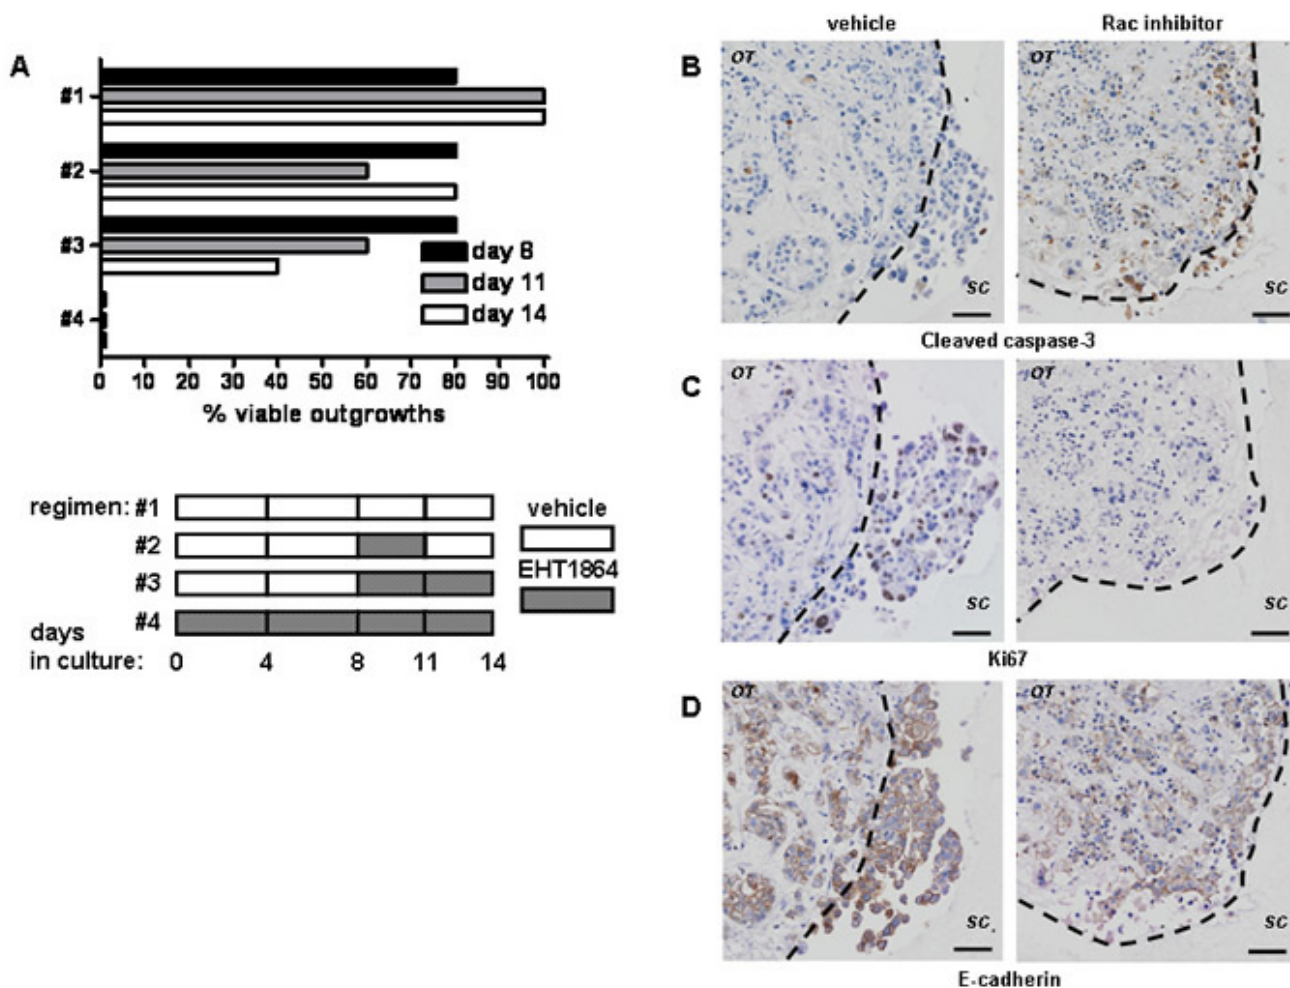 A
#1
#2
#3
#4
day 8
day 11
day 14
0 10 20 30 40 50 60 70 80 90 100
% viable outgrowths
regimen: #1
#2
#3
#4
vehicle
EHT1864
days
in culture: 0 4 8 11 14
vehicle Rac inhibitor
B
OT OT
SC SC
Cleaved caspase-3
C
OT OT
SC SC
Ki67
D
OT OT
SC SC
E-cadherin